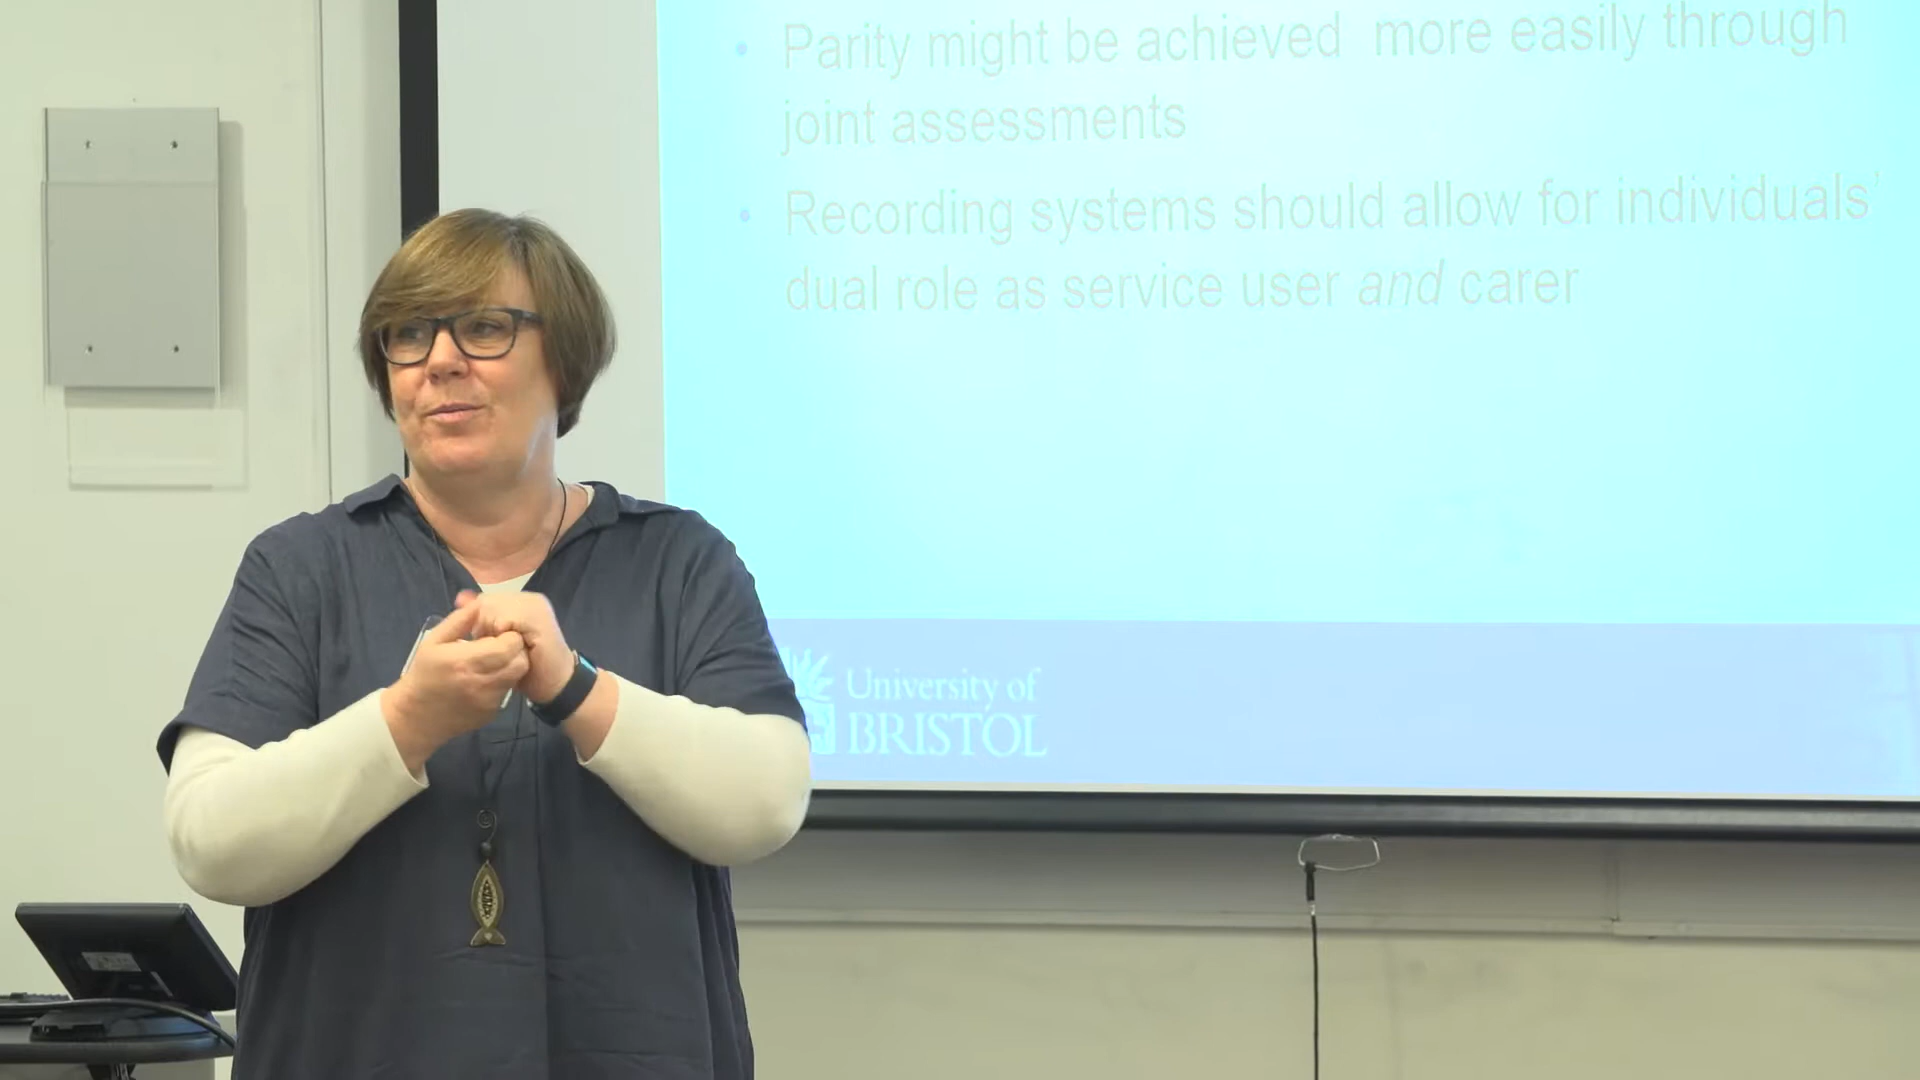 Parity might be achieved more easily through
joint assessments
Recording systems should allow for individuals'
dual role as service user and carer
University of
BRISTOL